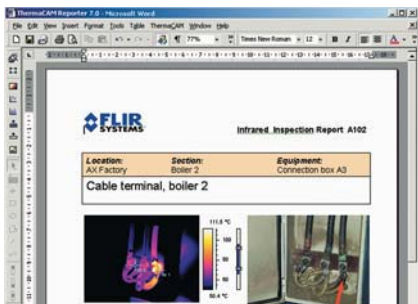 ThermaCAM Reporter 7.0 - Microsoft Word
File Edit View Insert Format Tools Table ThermaCAM Window Help
77% Times New Roman 12 B I
FLIR
SYSTEMS
Infrared Inspection Report A102
Location: Section: Equipment:
AX Factory Boiler 2 Connection box A3
Cable terminal, boiler 2
111.6 °C
100
80
60
50.4 °C